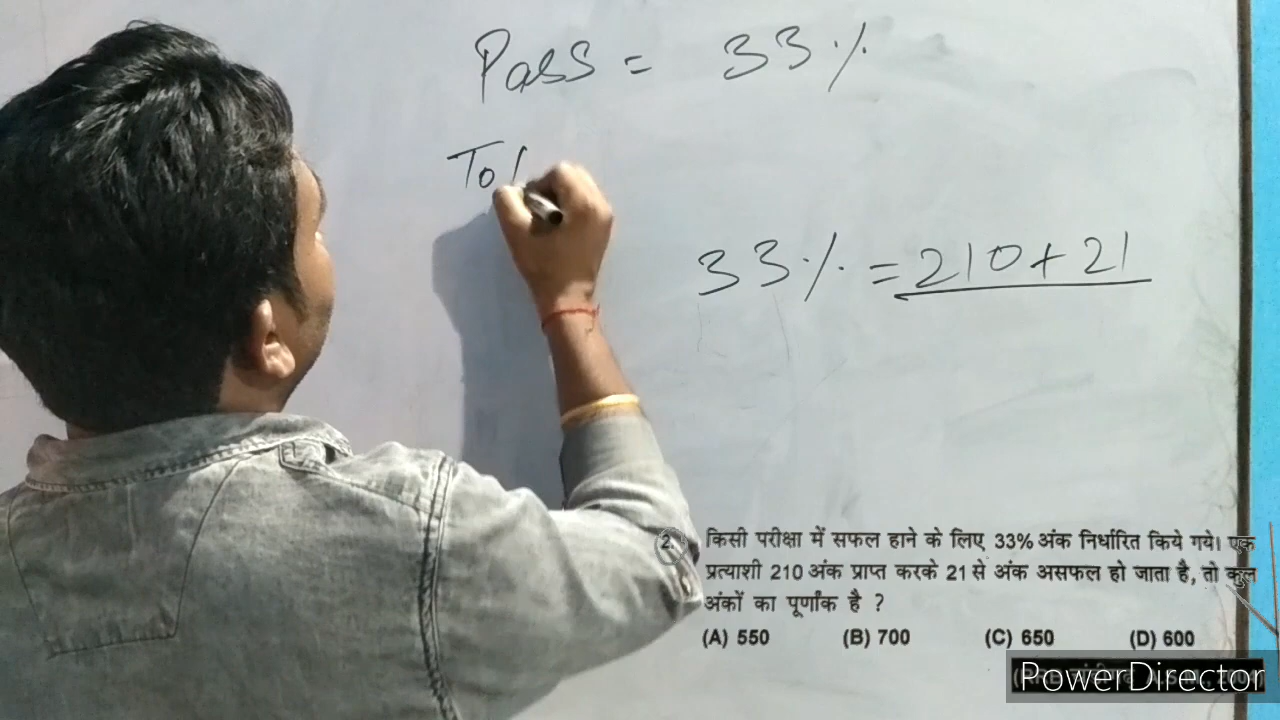 Pass = 33%
To
33% = 210 + 21
2. किसी परीक्षा में सफल हाने के लिए 33% अंक निर्धारित किये गये। एक
प्रत्याशी 210 अंक प्राप्त करके 21 से अंक असफल हो जाता है, तो कुल
अंकों का पूर्णांक है ?
(A) 550 (B) 700 (C) 650 (D) 600
PowerDirector